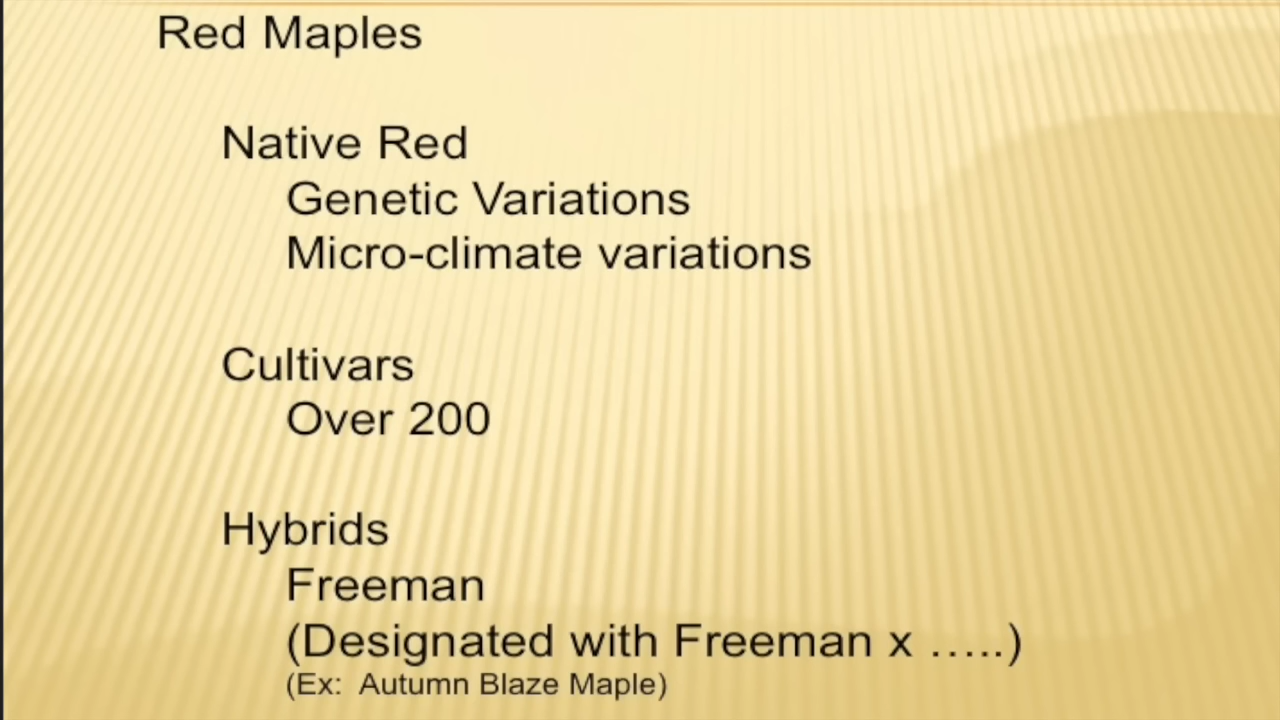 Red Maples
Native Red
Genetic Variations
Micro-climate variations
Cultivars
Over 200
Hybrids
Freeman
(Designated with Freeman x …..)
(Ex:  Autumn Blaze Maple)